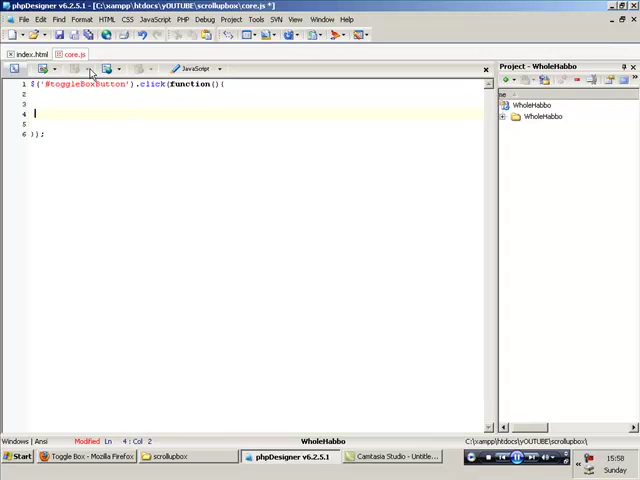 phpDesigner v6.2.5.1 - [C:\xampp\htdocs\yOUTUBE\scrollupbox\core.js *]
File Edit Find Format HTML CSS JavaScript PHP Debug Project Tools SVN View Window Help
index.html core.js
JavaScript
Project - WholeHabbo
1 $('#toggleBoxButton').click(function(){
2
3
4
5
6 });
ne
WholeHabbo
WholeHabbo
Windows | Ansi Modified Ln 4 : Col 2 WholeHabbo C:\xampp\htdocs\yOUTUBE\scrollupbox\
Start Toggle Box - Mozilla Firefox scrollupbox phpDesigner v6.2.5.1 Camtasia Studio - Untitle...
15:58
Sunday